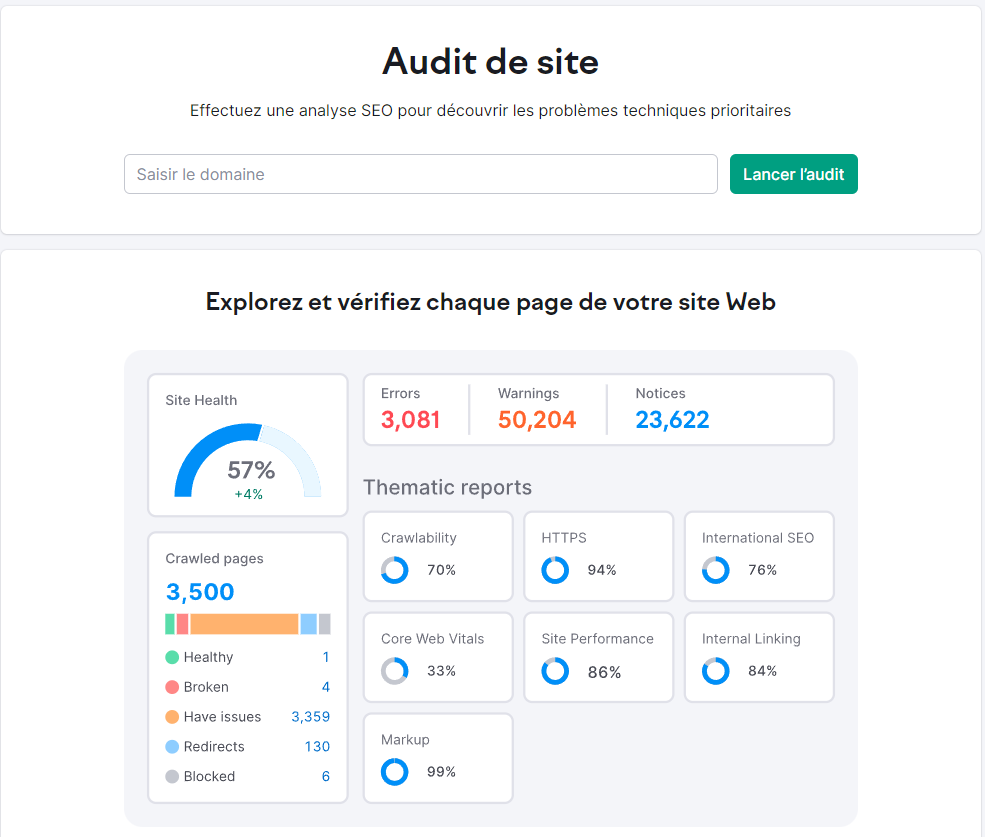 Audit de site
Effectuez une analyse SEO pour découvrir les problèmes techniques prioritaires
Saisir le domaine
Lancer l’audit
Explorez et vérifiez chaque page de votre site Web
Site Health
57%
+4%
Errors
3,081
Warnings
50,204
Notices
23,622
Crawled pages
3,500
Healthy 1
Broken 4
Have issues 3,359
Redirects 130
Blocked 6
Thematic reports
Crawlability
70%
HTTPS
94%
International SEO
76%
Core Web Vitals
33%
Site Performance
86%
Internal Linking
84%
Markup
99%